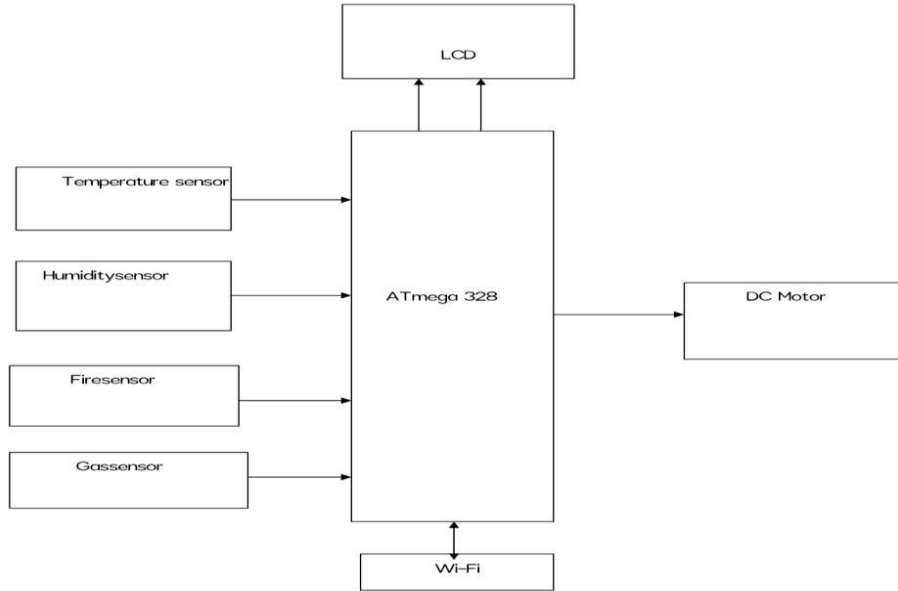 LCD
Temperature sensor
Humiditysensor
ATmega 328
DC Motor
Firesensor
Gassensor
Wi-Fi